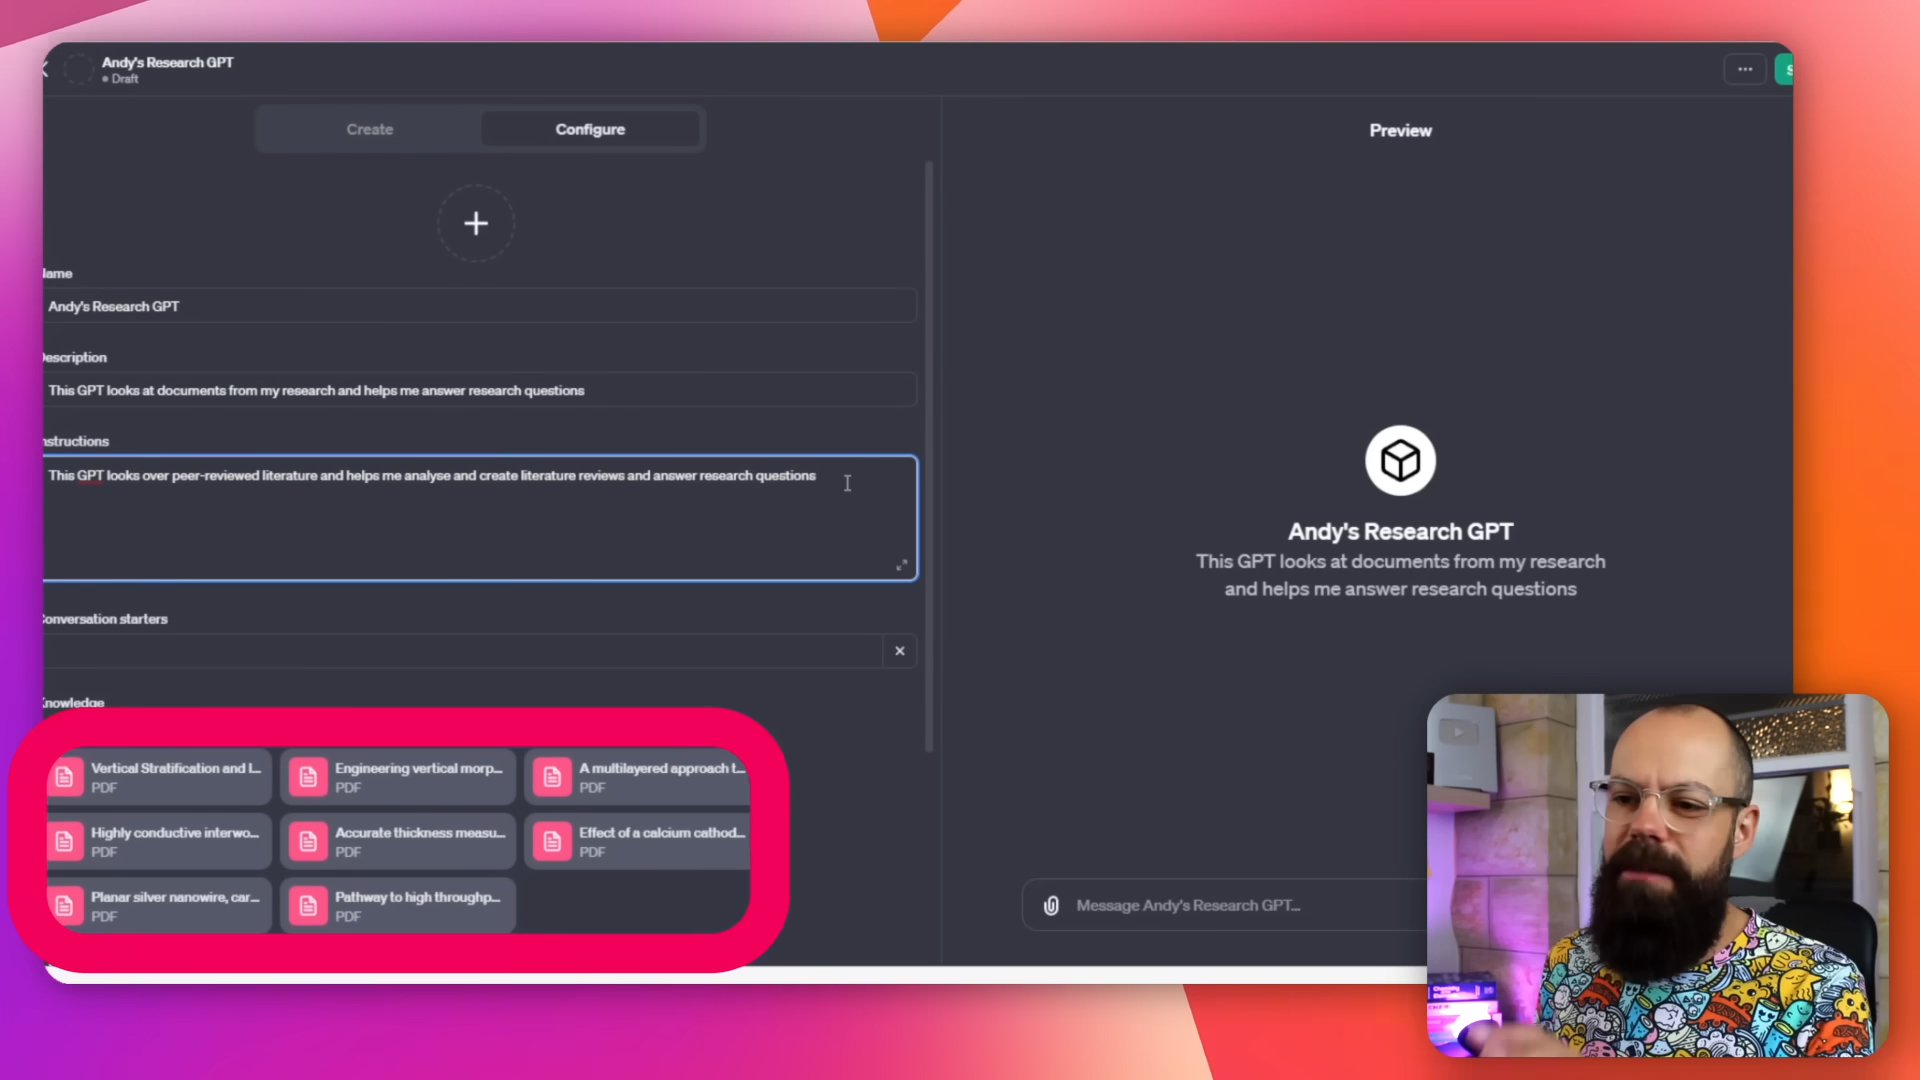 Andy's Research GPT
Draft
Create
Configure
Preview
Name
Andy's Research GPT
Description
This GPT looks at documents from my research and helps me answer research questions
Instructions
This GPT looks over peer-reviewed literature and helps me analyse and create literature reviews and answer research questions
Conversation starters
Knowledge
Vertical Stratification and I...
PDF
Engineering vertical morp...
PDF
A multilayered approach t...
PDF
Highly conductive interwo...
PDF
Accurate thickness measu...
PDF
Effect of a calcium cathod...
PDF
Planar silver nanowire, car...
PDF
Pathway to high throughp...
PDF
Andy's Research GPT
This GPT looks at documents from my research
and helps me answer research questions
Message Andy's Research GPT...